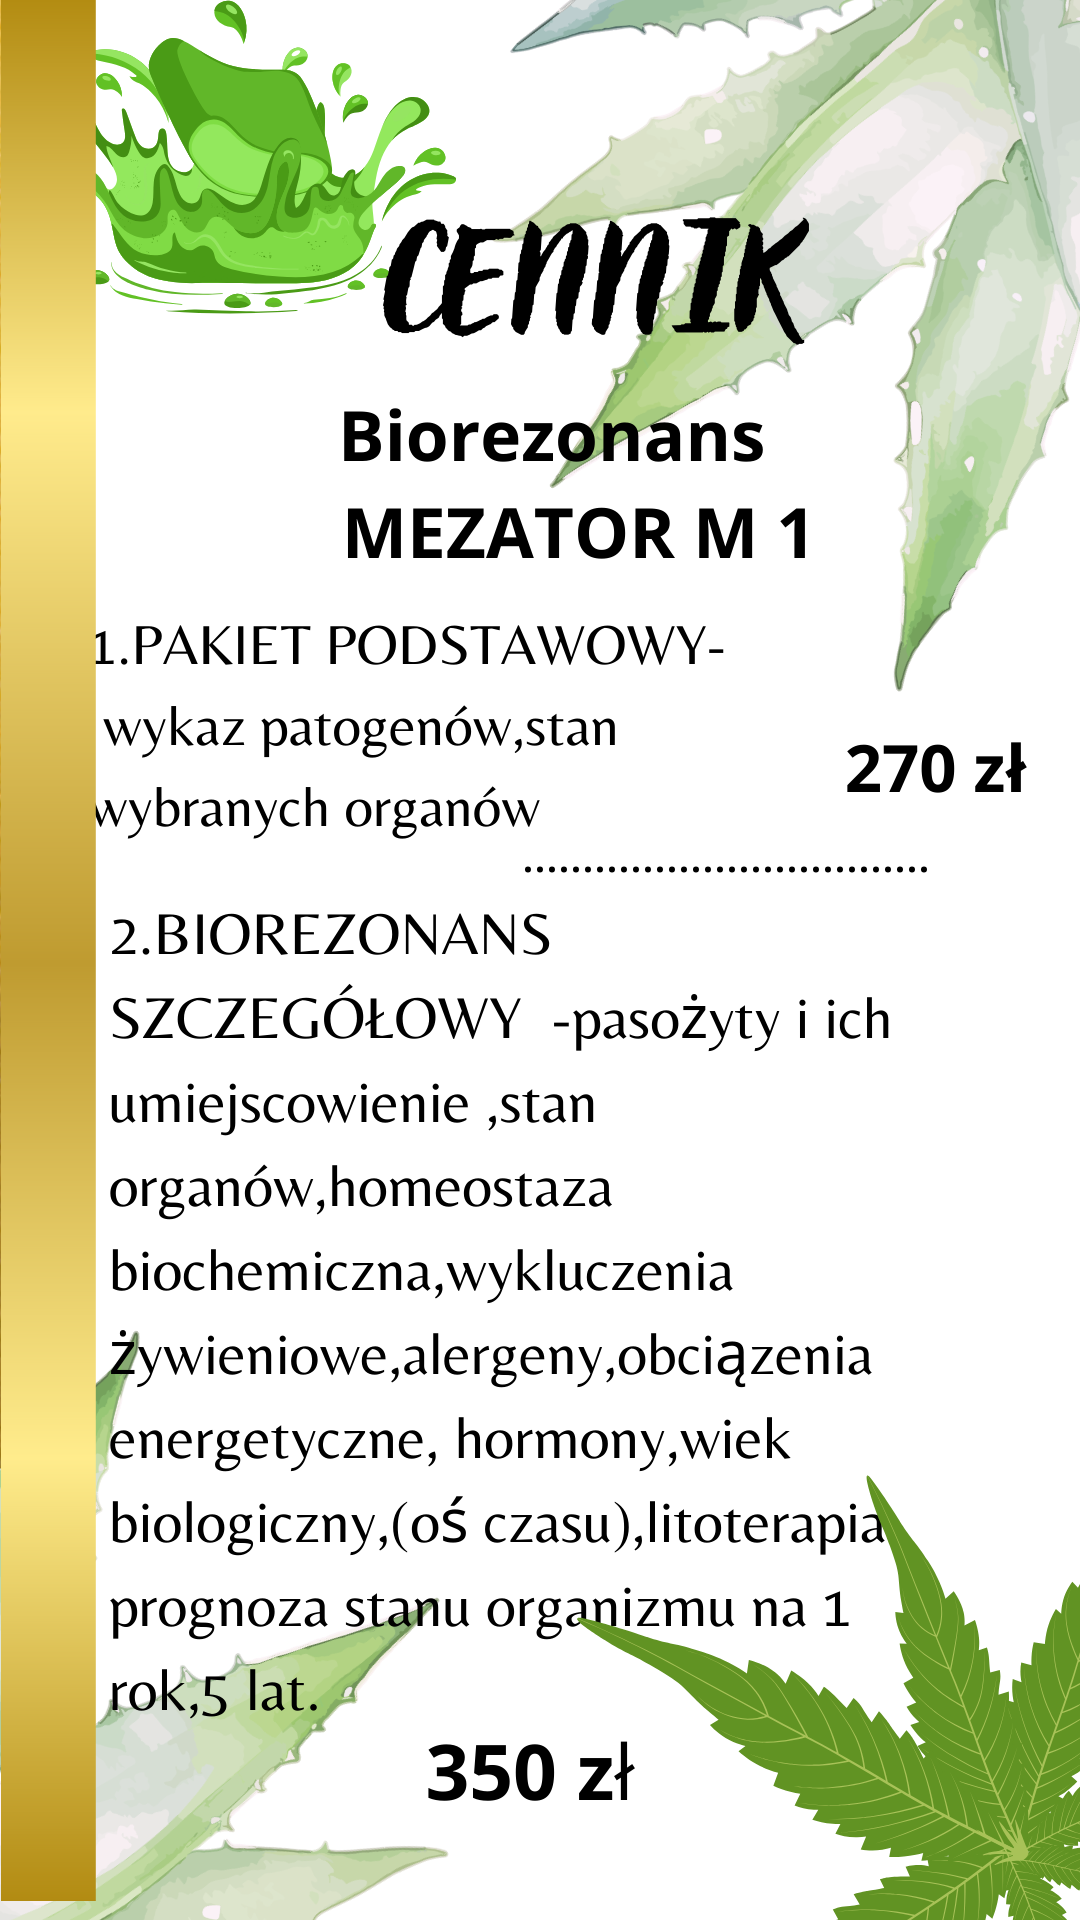 CENNIK
Biorezonans
MEZATOR M 1
1.PAKIET PODSTAWOWY-
wykaz patogenów,stan
wybranych organów
270 zł
..................................
2.BIOREZONANS
SZCZEGÓŁOWY -pasożyty i ich
umiejscowienie ,stan
organów,homeostaza
biochemiczna,wykluczenia
żywieniowe,alergeny,obciązenia
energetyczne, hormony,wiek
biologiczny,(oś czasu),litoterapia
prognoza stanu organizmu na 1
rok,5 lat.
350 zł